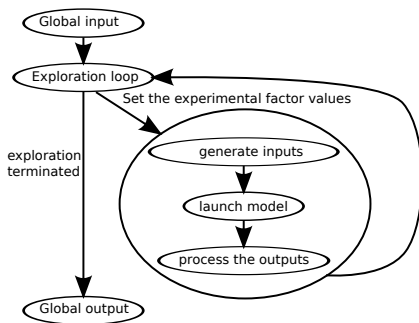 Global input
Exploration loop
Set the experimental factor values
generate inputs
exploration
terminated
launch model
process the outputs
Global output